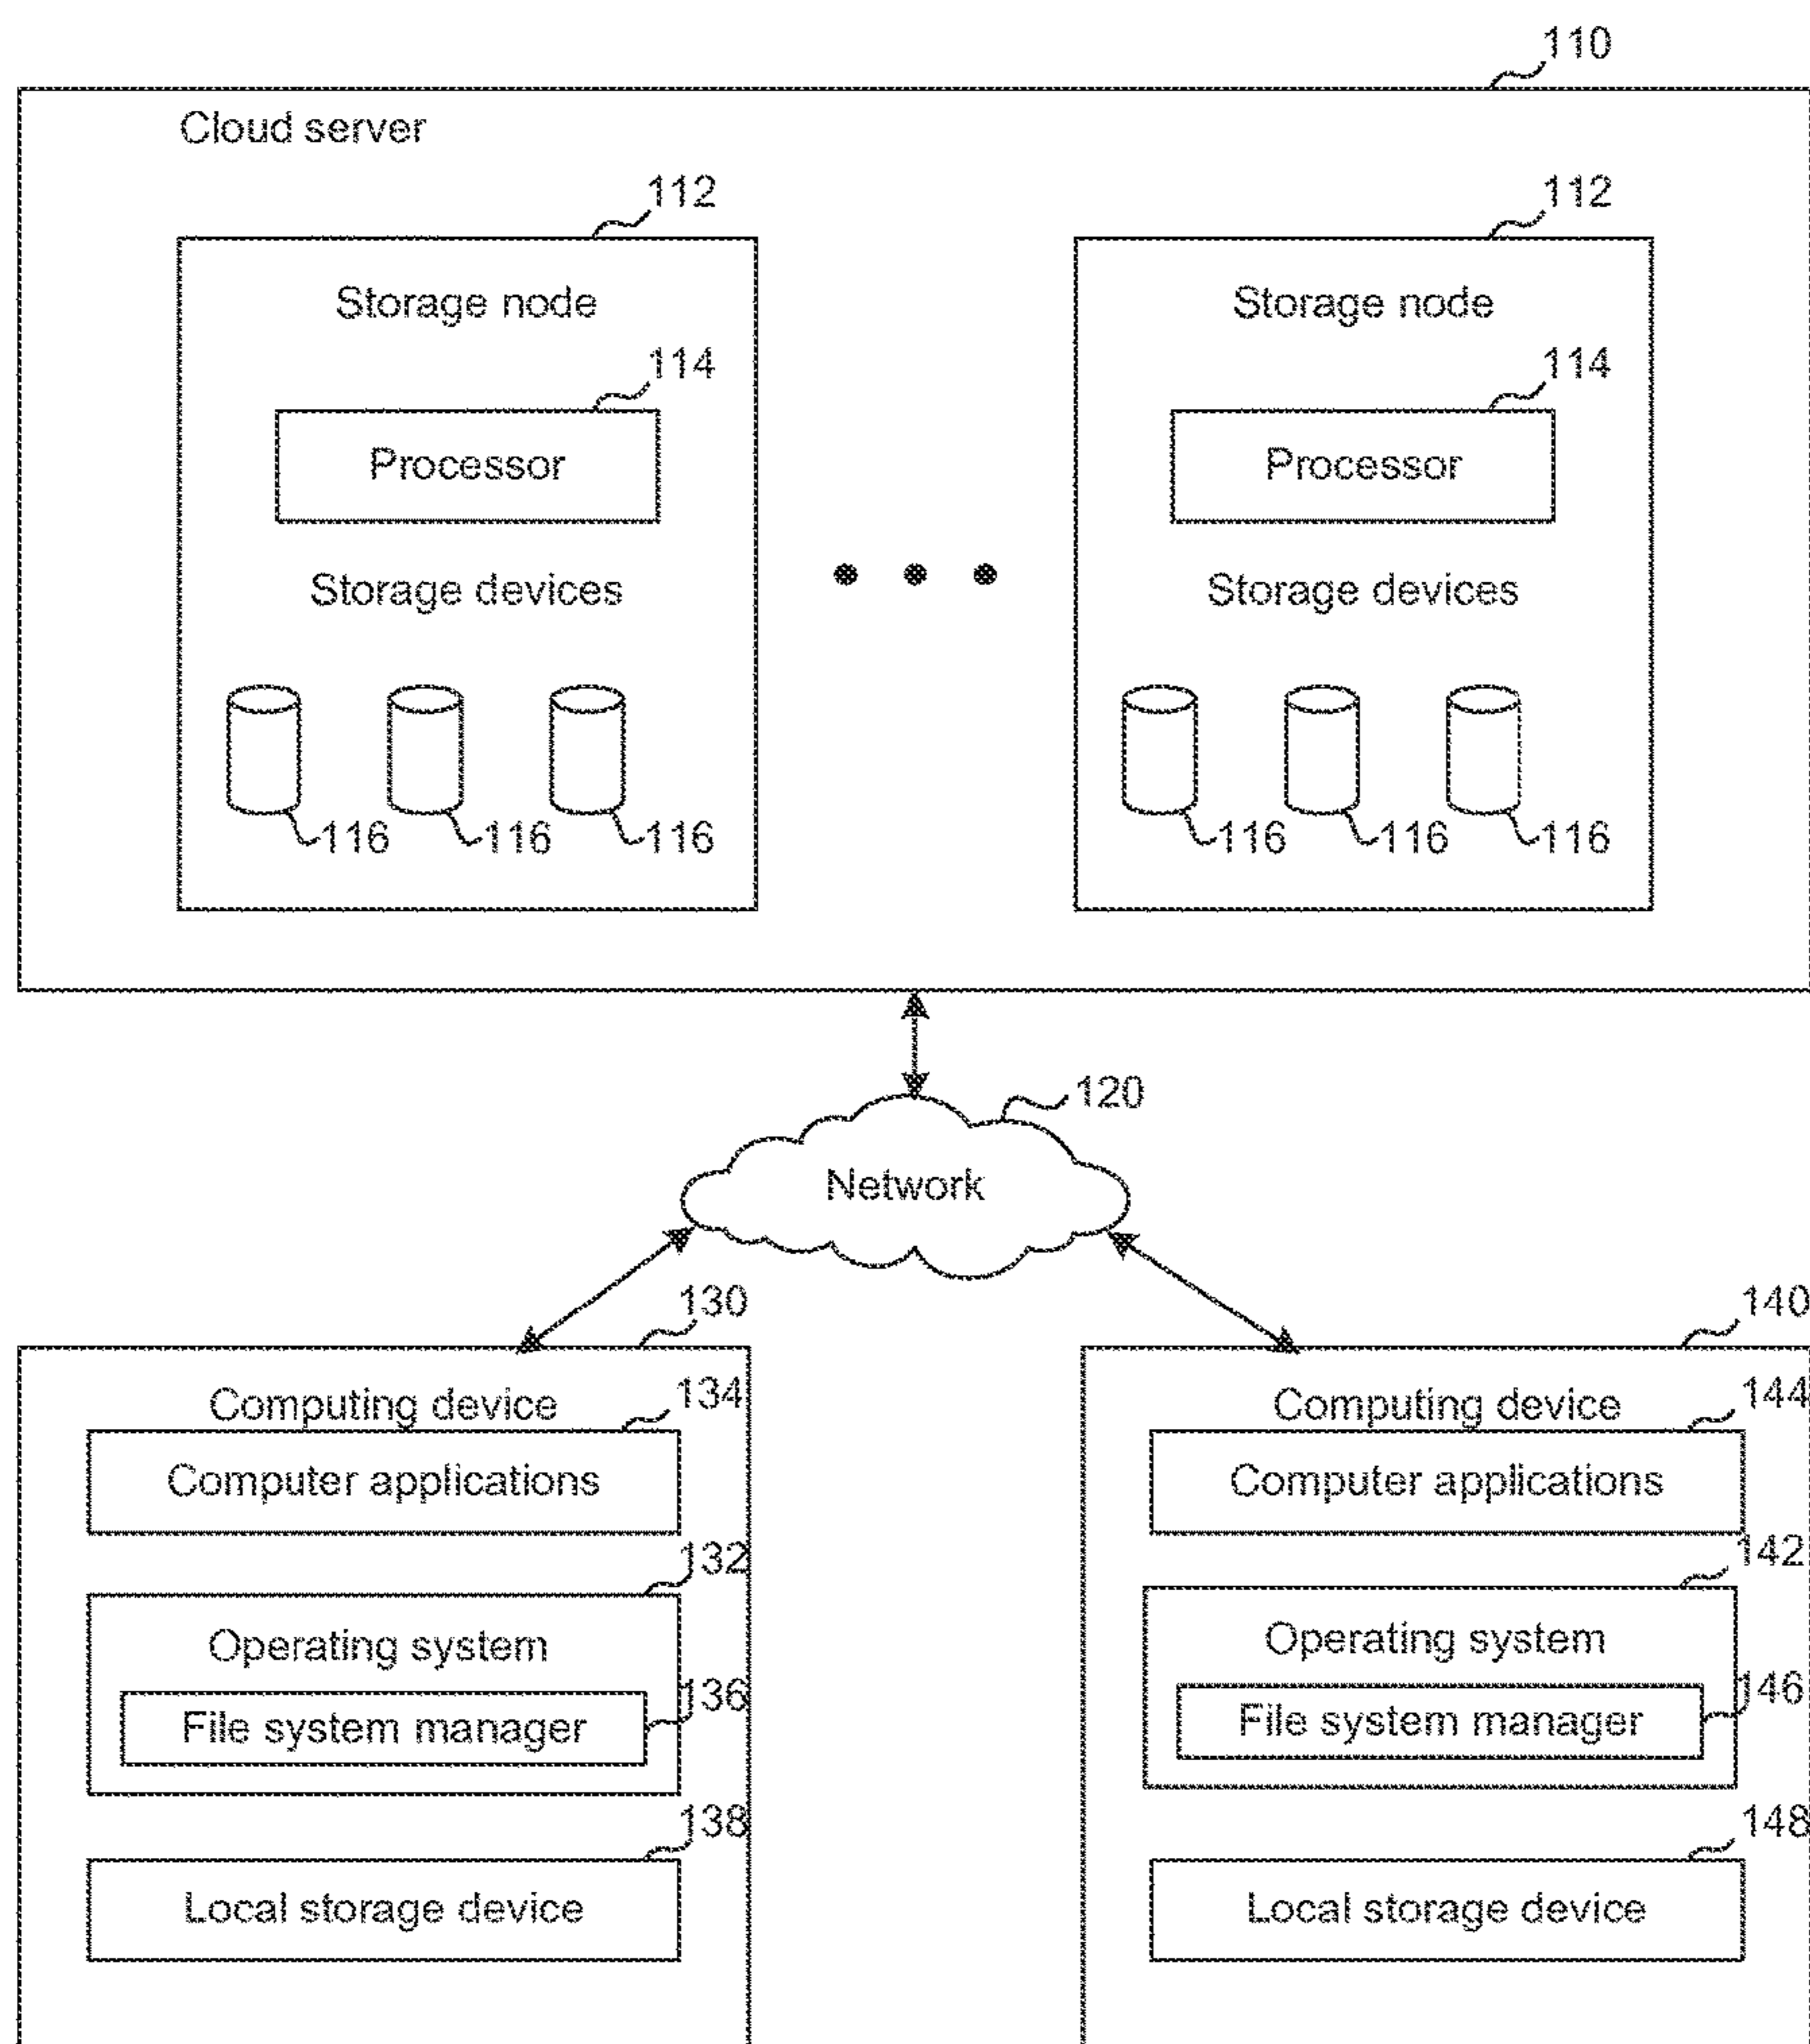 110
Cloud server
112 112
Storage node Storage node
114 114
Processor Processor
Storage devices Storage devices
116 116 116 116 116 116
120
Network
130 140
Computing device 134 Computing device 144
Computer applications Computer applications
132 142
Operating system Operating system
136 146
File system manager File system manager
138 148
Local storage device Local storage device